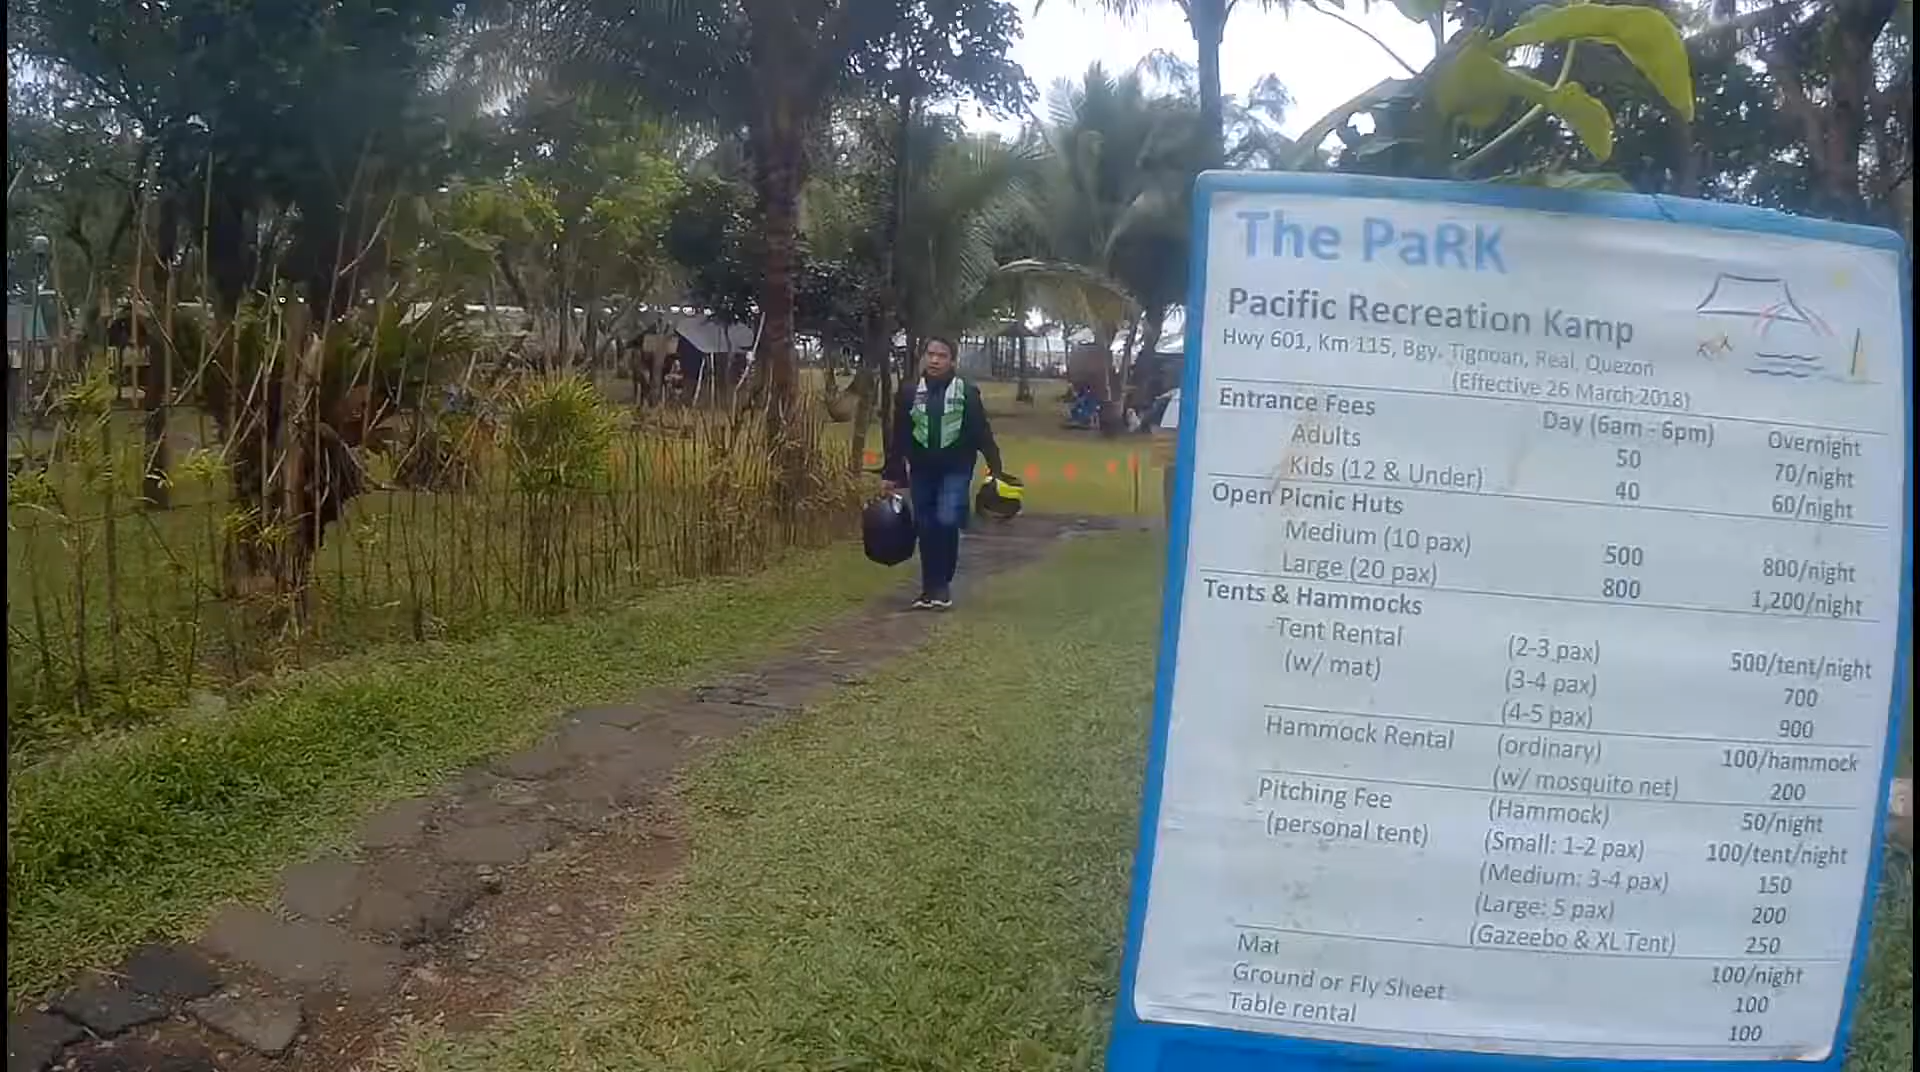 The PaRK
Pacific Recreation Kamp
Hwy 601, Km 115, Bgy. Tignoan, Real, Quezon
(Effective 26 March 2018)
Entrance Fees Day (6am - 6pm) Overnight
Adults 50 70/night
Kids (12 & Under) 40 60/night
Open Picnic Huts
Medium (10 pax) 500 800/night
Large (20 pax) 800 1,200/night
Tents & Hammocks
Tent Rental (2-3 pax) 500/tent/night
(w/ mat) (3-4 pax) 700
(4-5 pax) 900
Hammock Rental (ordinary) 100/hammock
(w/ mosquito net) 200
Pitching Fee (Hammock) 50/night
(personal tent) (Small: 1-2 pax) 100/tent/night
(Medium: 3-4 pax) 150
(Large: 5 pax) 200
(Gazeebo & XL Tent) 250
Mat 100/night
Ground or Fly Sheet 100
Table rental 100